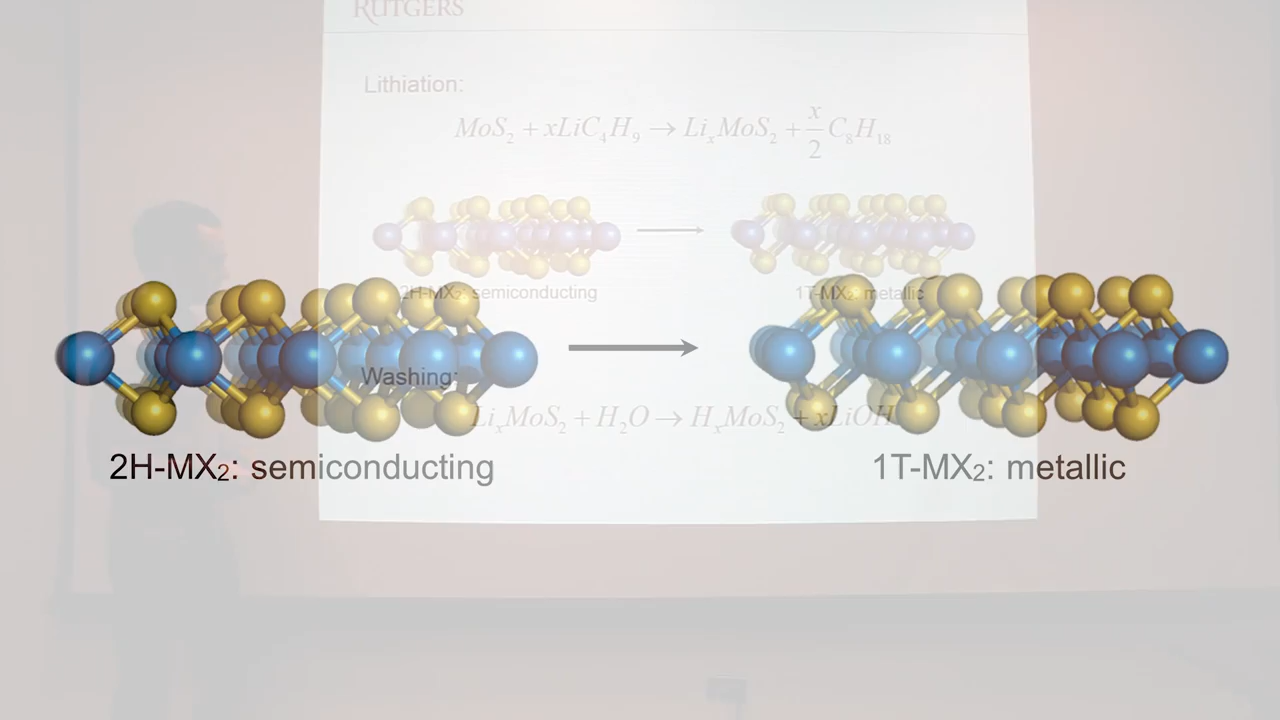 RUTGERS
Lithiation:
MoS₂ + xLiC₄H₉ → LiₓMoS₂ + x/2 C₈H₁₈
2H-MX₂: semiconducting
1T-MX₂: metallic
Washing:
LiₓMoS₂ + H₂O → HₓMoS₂ + xLiOH
2H-MX₂: semiconducting
1T-MX₂: metallic